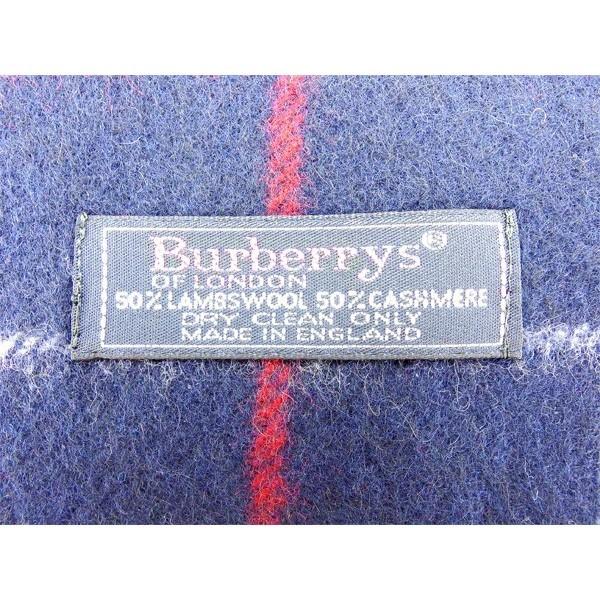 Burberrys®
OF LONDON
50% LAMBSWOOL 50% CASHMERE
DRY CLEAN ONLY
MADE IN ENGLAND